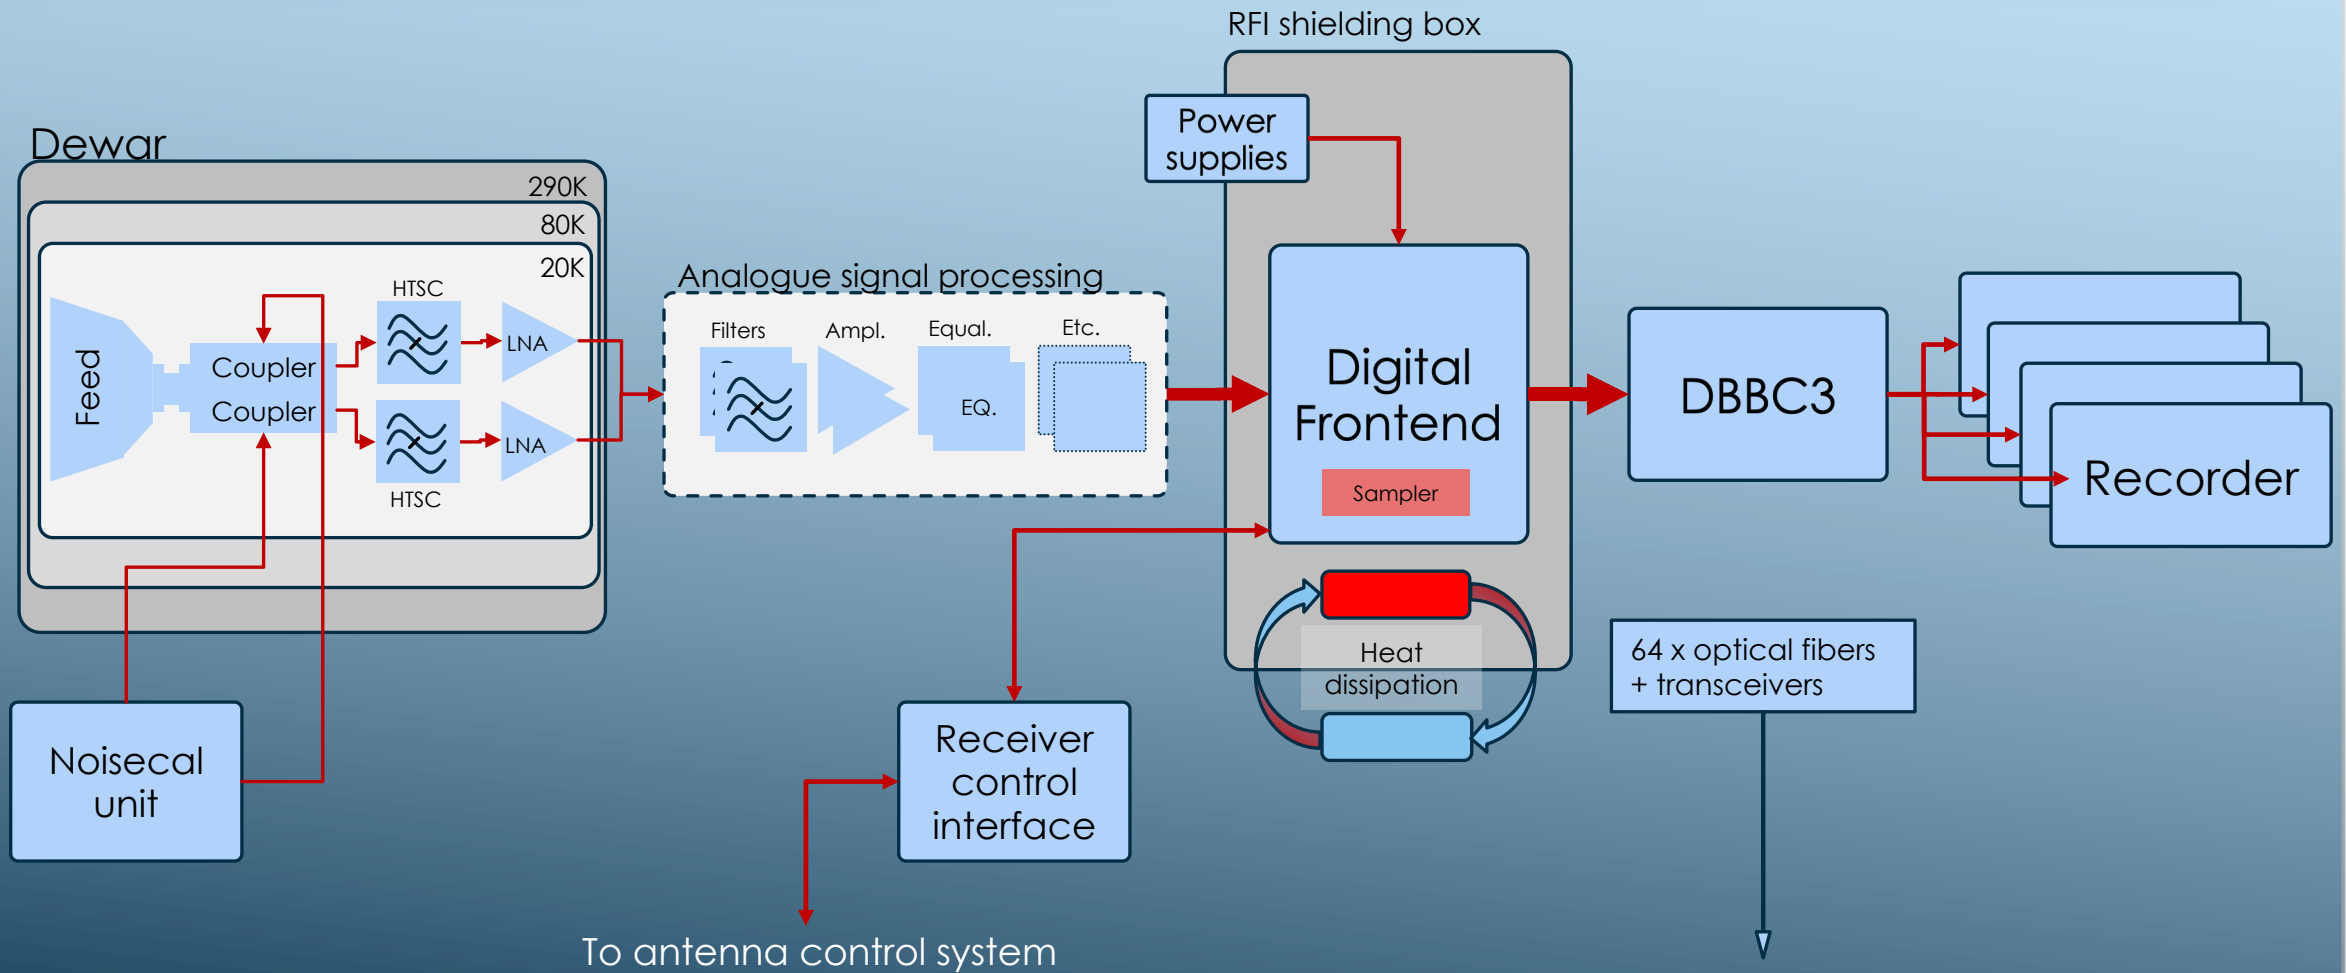 RFI shielding box
Power
supplies
Dewar
290K
80K
20K
HTSC
Feed
Coupler
Coupler
LNA
LNA
HTSC
Analogue signal processing
Filters
Ampl.
Equal.
Etc.
EQ.
Digital
Frontend
Sampler
DBBC3
Recorder
Heat
dissipation
64 x optical fibers
+ transceivers
Noisecal
unit
Receiver
control
interface
To antenna control system